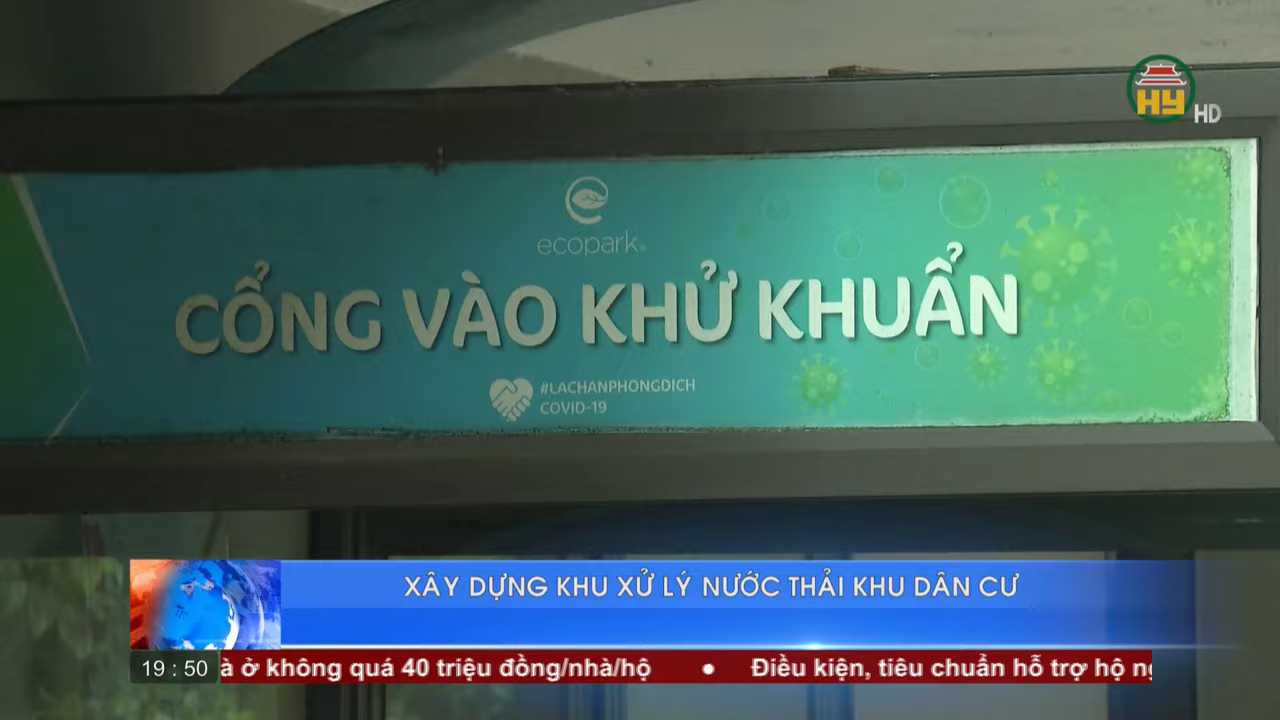 HY HD
ecopark
CỔNG VÀO KHỬ KHUẨN
#LACHANPHONGDICH
COVID-19
XÂY DỰNG KHU XỬ LÝ NƯỚC THẢI KHU DÂN CƯ
19 : 50 à ở không quá 40 triệu đồng/nhà/hộ • Điều kiện, tiêu chuẩn hỗ trợ hộ